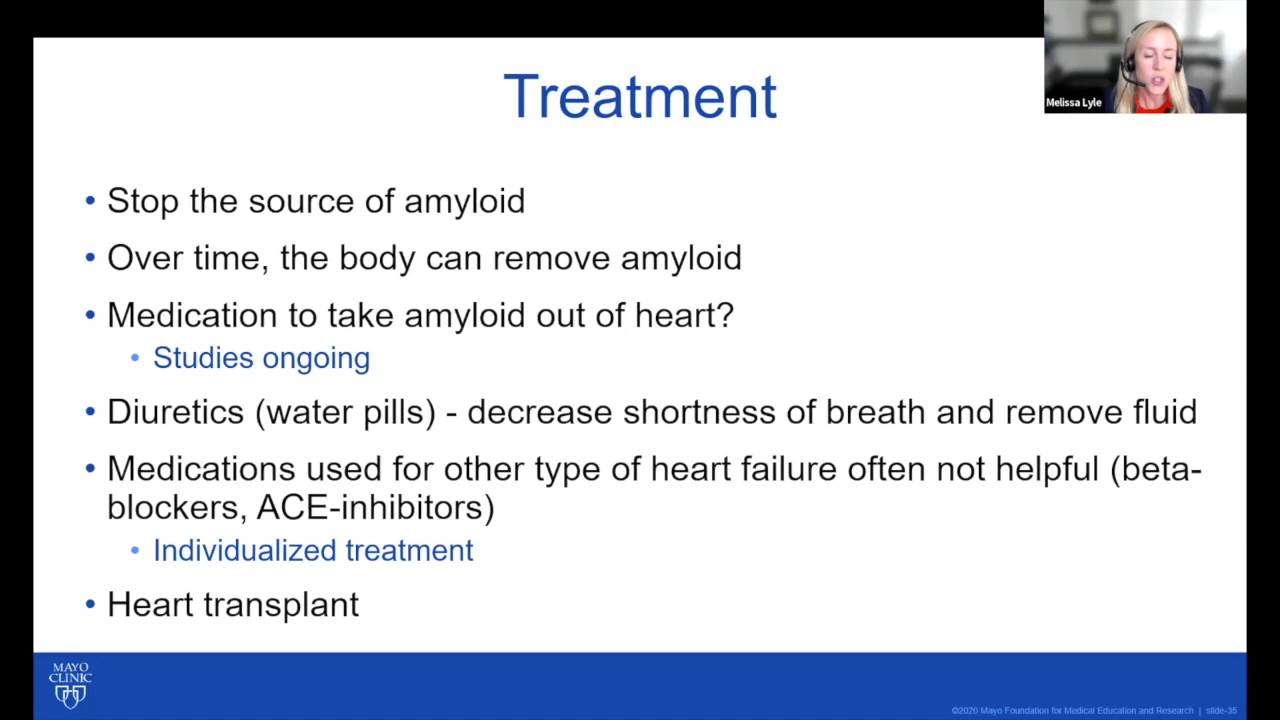 Treatment
Melissa Lyle
• Stop the source of amyloid
• Over time, the body can remove amyloid
• Medication to take amyloid out of heart?
• Studies ongoing
• Diuretics (water pills) - decrease shortness of breath and remove fluid
• Medications used for other type of heart failure often not helpful (beta-
blockers, ACE-inhibitors)
• Individualized treatment
• Heart transplant
MAYO
CLINIC
©2020 Mayo Foundation for Medical Education and Research | slide-35